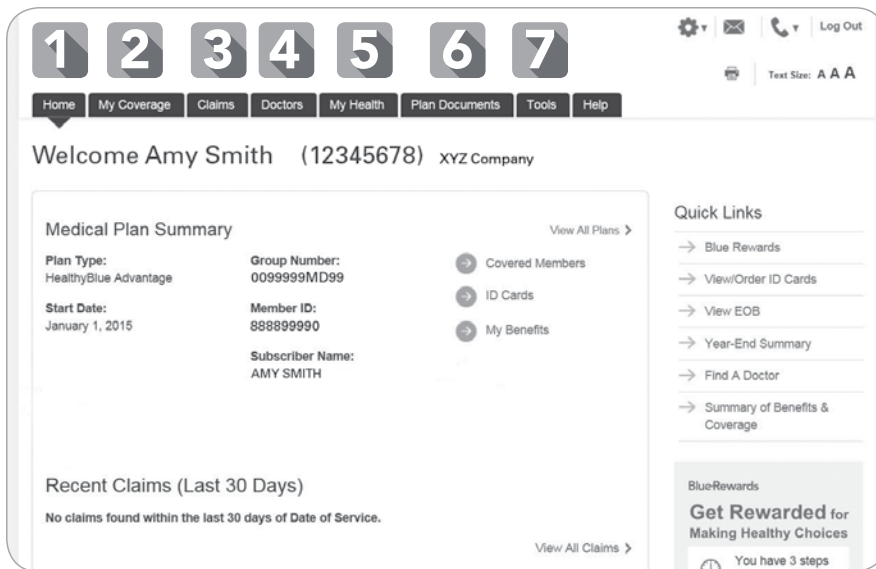 Log Out
1 2 3 4 5 6 7
Text Size: A A A
Home My Coverage Claims Doctors My Health Plan Documents Tools Help
Welcome Amy Smith (12345678) XYZ Company
Medical Plan Summary
View All Plans
Plan Type:
HealthyBlue Advantage
Start Date:
January 1, 2015
Group Number:
0099999MD99
Member ID:
888899990
Subscriber Name:
AMY SMITH
Covered Members
ID Cards
My Benefits
Recent Claims (Last 30 Days)
No claims found within the last 30 days of Date of Service.
View All Claims
Quick Links
Blue Rewards
View/Order ID Cards
View EOB
Year-End Summary
Find A Doctor
Summary of Benefits &
Coverage
BlueRewards
Get Rewarded for
Making Healthy Choices
You have 3 steps